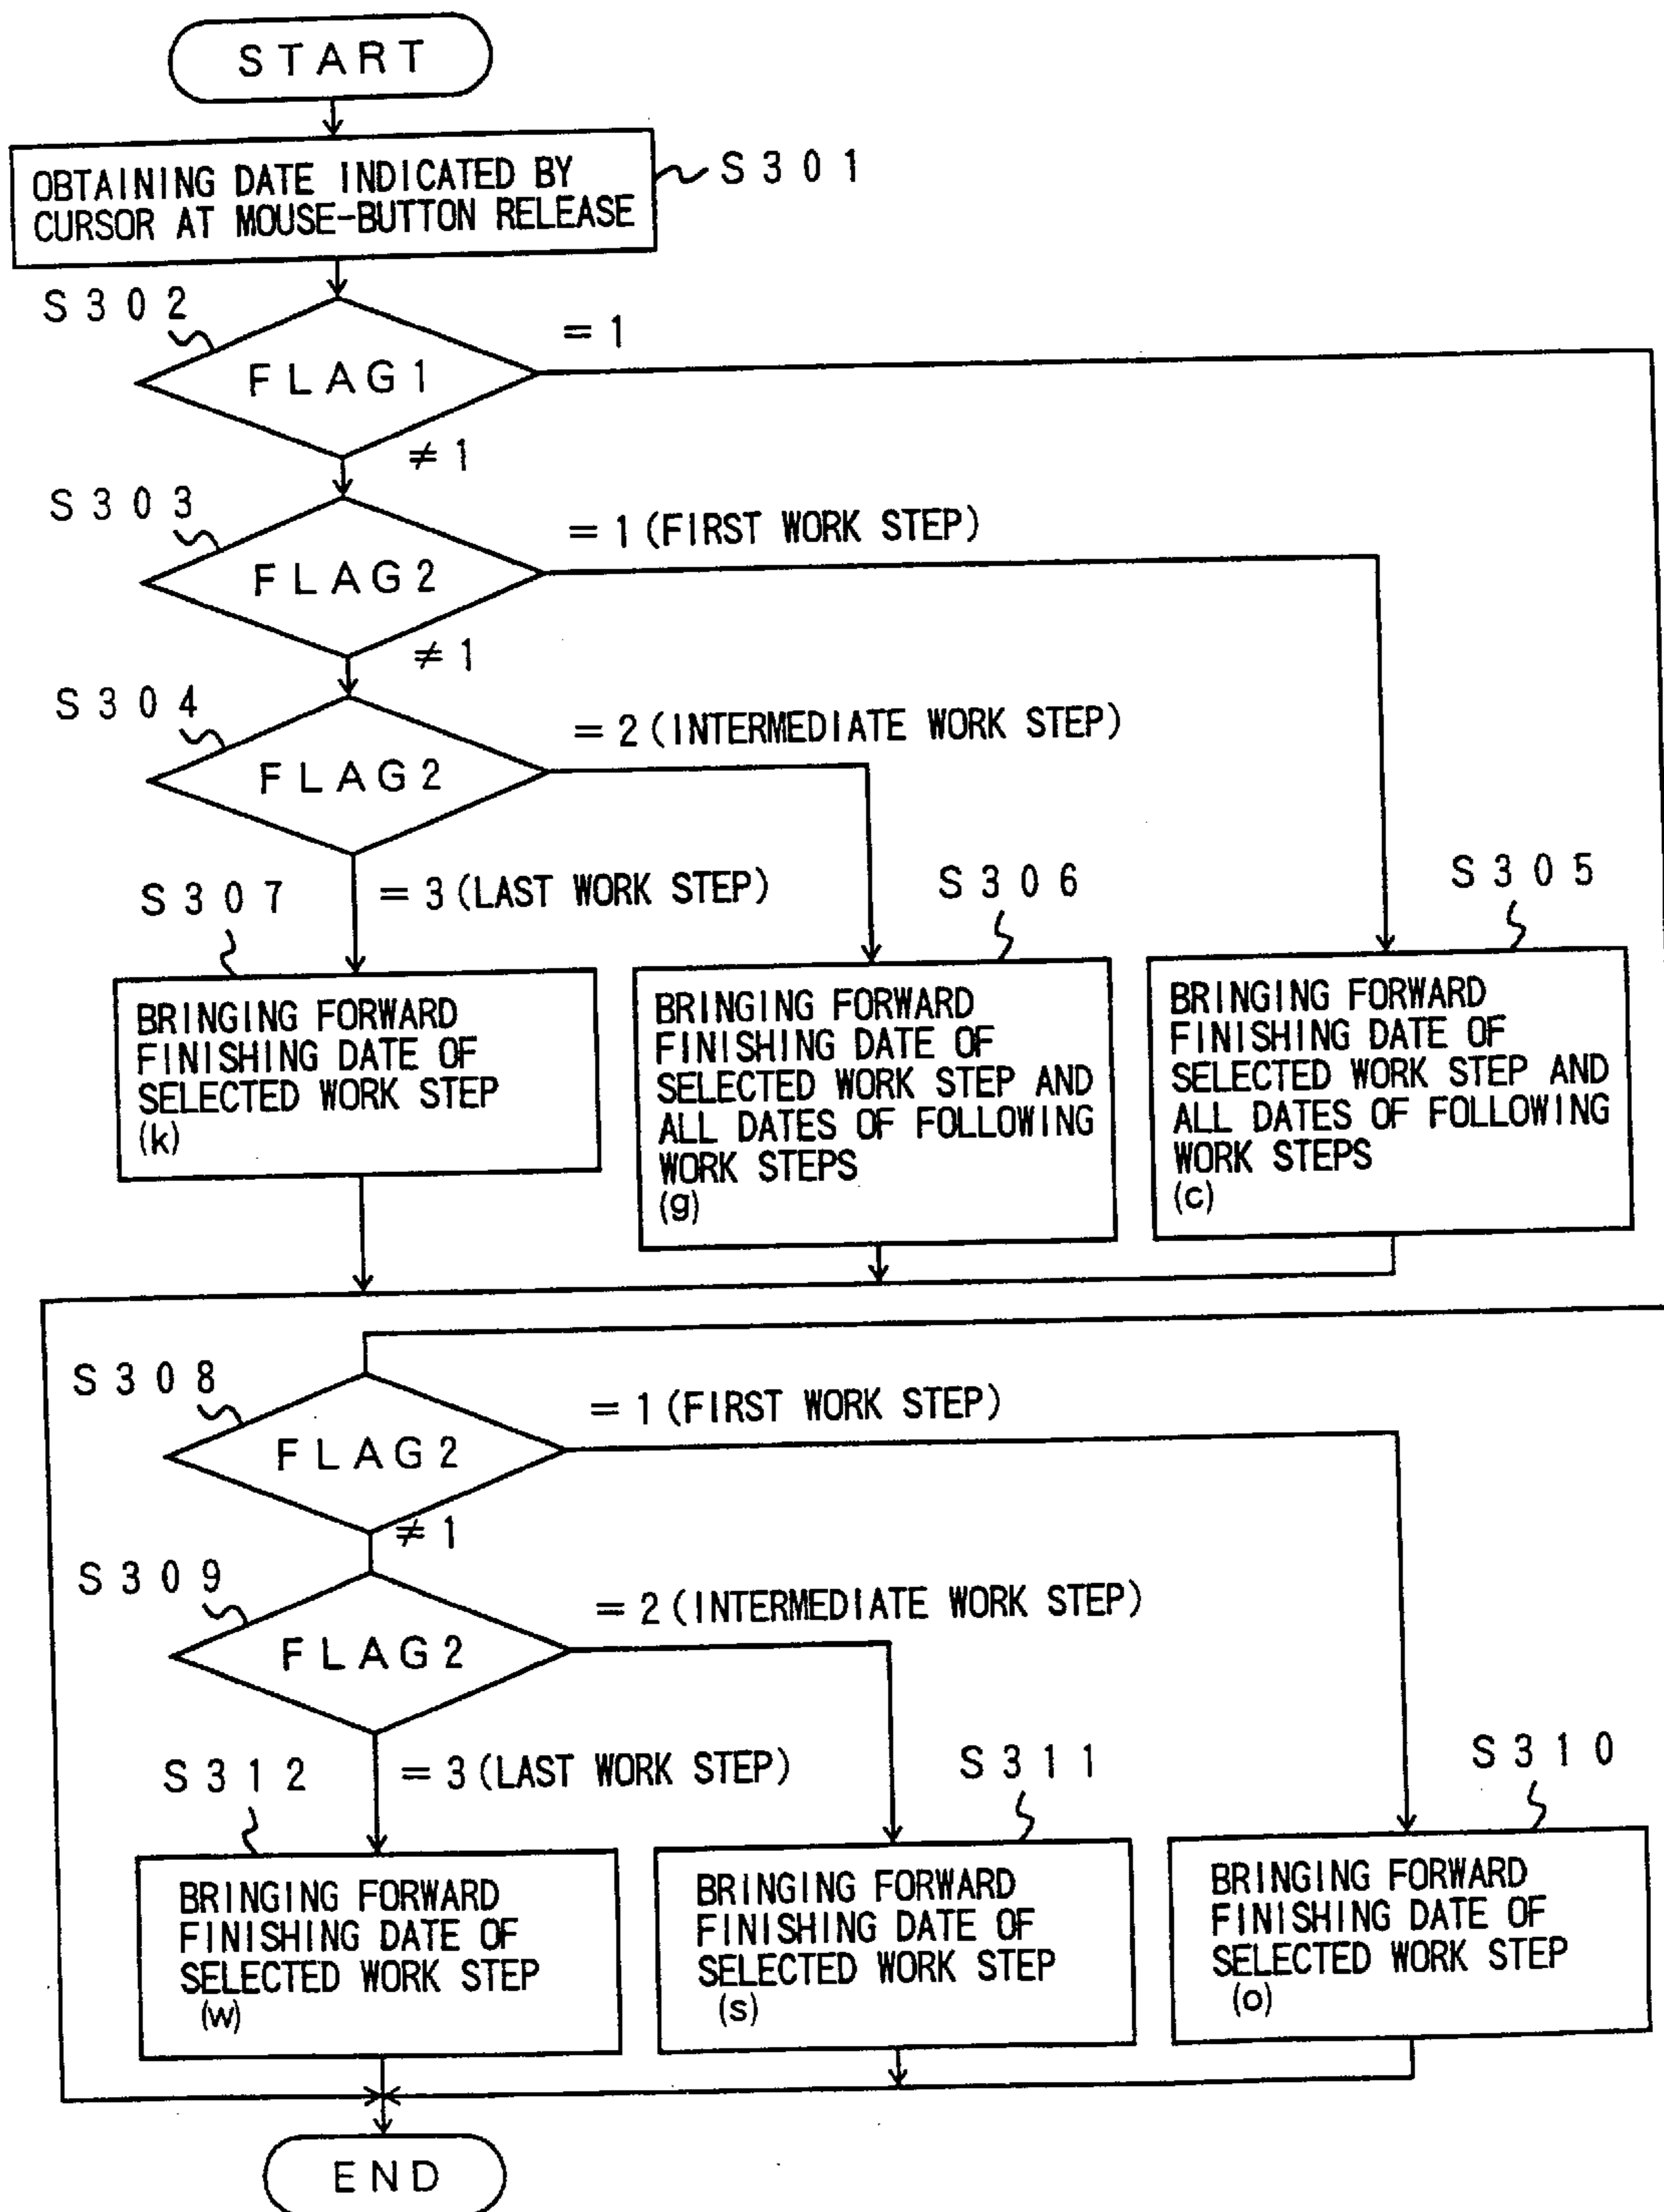 START
OBTAINING DATE INDICATED BY
CURSOR AT MOUSE-BUTTON RELEASE
S301
S302
FLAG1
=1
≠1
S303
FLAG2
=1(FIRST WORK STEP)
≠1
S304
FLAG2
=2(INTERMEDIATE WORK STEP)
S307
=3(LAST WORK STEP)
S306
S305
BRINGING FORWARD
FINISHING DATE OF
SELECTED WORK STEP
(k)
BRINGING FORWARD
FINISHING DATE OF
SELECTED WORK STEP AND
ALL DATES OF FOLLOWING
WORK STEPS
(g)
BRINGING FORWARD
FINISHING DATE OF
SELECTED WORK STEP AND
ALL DATES OF FOLLOWING
WORK STEPS
(c)
S308
FLAG2
=1(FIRST WORK STEP)
≠1
S309
FLAG2
=2(INTERMEDIATE WORK STEP)
S312
=3(LAST WORK STEP)
S311
S310
BRINGING FORWARD
FINISHING DATE OF
SELECTED WORK STEP
(w)
BRINGING FORWARD
FINISHING DATE OF
SELECTED WORK STEP
(s)
BRINGING FORWARD
FINISHING DATE OF
SELECTED WORK STEP
(o)
END